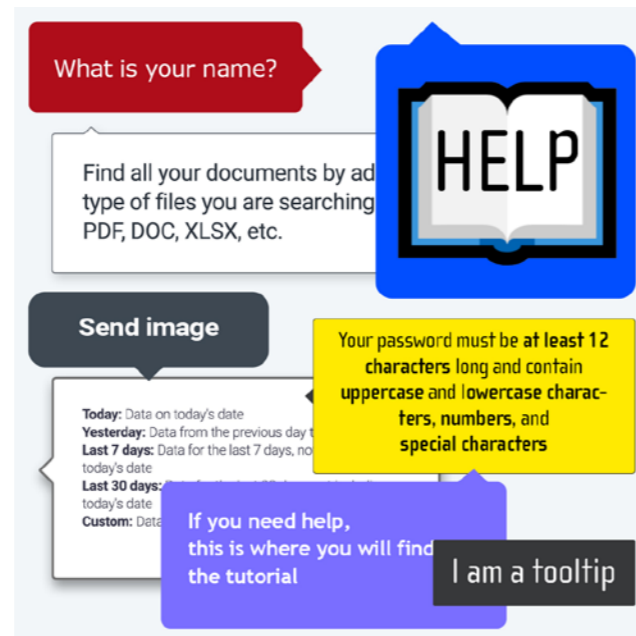 What is your name?
HELP
Find all your documents by ad
type of files you are searching
PDF, DOC, XLSX, etc.
Send image
Your password must be at least 12
characters long and contain
uppercase and lowercase charac-
ters, numbers, and
special characters
Today: Data on today's date
Yesterday: Data from the previous day t
Last 7 days: Data for the last 7 days, no
today's date
Last 30 days:
today's date
Custom: Data
If you need help,
this is where you will find
the tutorial
I am a tooltip